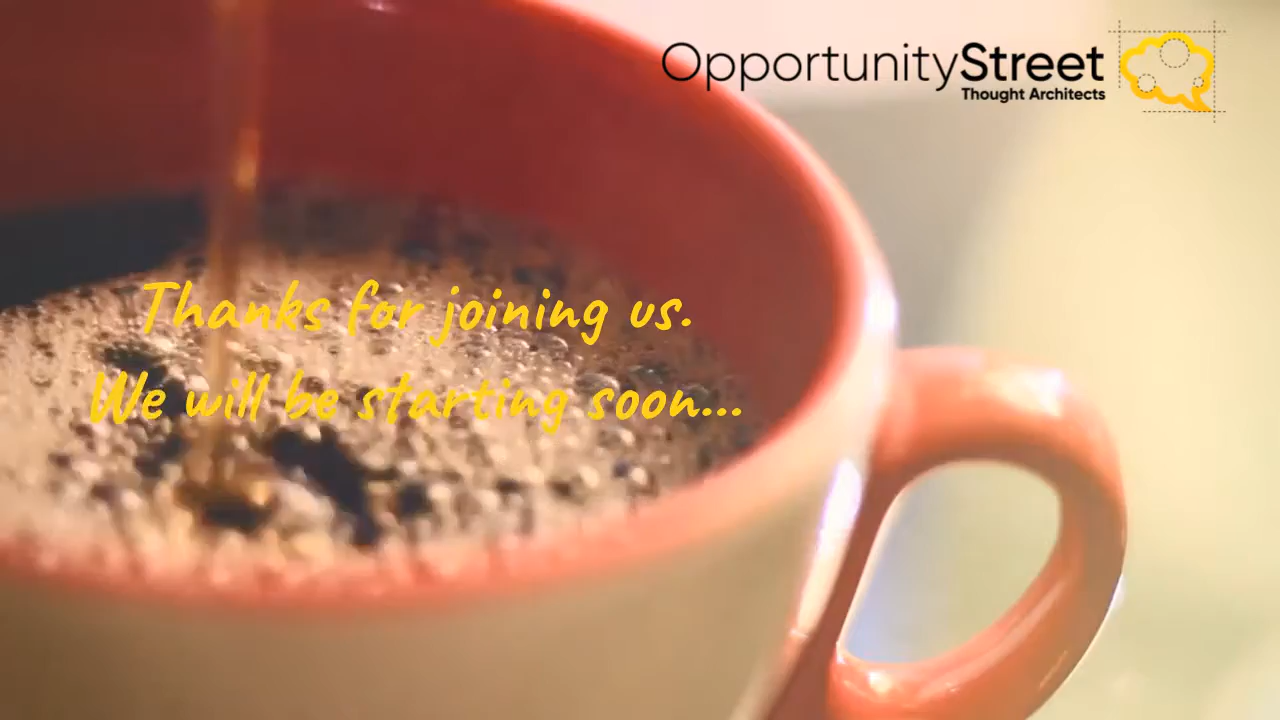 OpportunityStreet
Thought Architects
Thanks for joining us.
We will be starting soon...